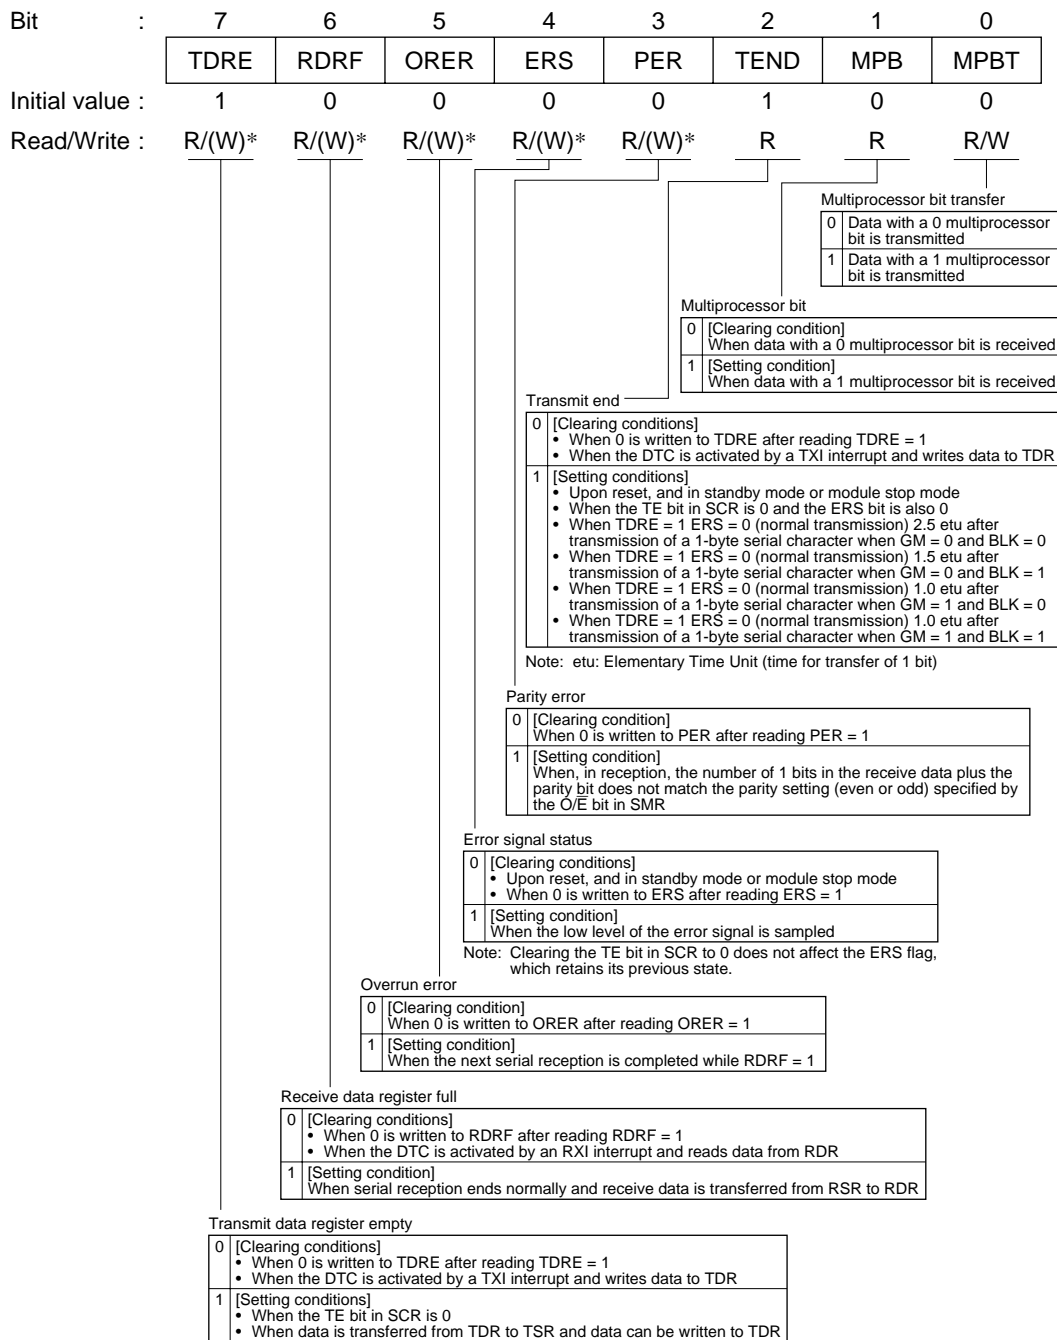 Bit : 7 6 5 4 3 2 1 0
TDRE RDRF ORER ERS PER TEND MPB MPBT
Initial value : 1 0 0 0 0 1 0 0
Read/Write : R/(W)* R/(W)* R/(W)* R/(W)* R/(W)* R R R/W
Multiprocessor bit transfer
0 Data with a 0 multiprocessor
bit is transmitted
1 Data with a 1 multiprocessor
bit is transmitted
Multiprocessor bit
0 [Clearing condition]
When data with a 0 multiprocessor bit is received
1 [Setting condition]
When data with a 1 multiprocessor bit is received
Transmit end
0 [Clearing conditions]
• When 0 is written to TDRE after reading TDRE = 1
• When the DTC is activated by a TXI interrupt and writes data to TDR
1 [Setting conditions]
• Upon reset, and in standby mode or module stop mode
• When the TE bit in SCR is 0 and the ERS bit is also 0
• When TDRE = 1 ERS = 0 (normal transmission) 2.5 etu after
transmission of a 1-byte serial character when GM = 0 and BLK = 0
• When TDRE = 1 ERS = 0 (normal transmission) 1.5 etu after
transmission of a 1-byte serial character when GM = 0 and BLK = 1
• When TDRE = 1 ERS = 0 (normal transmission) 1.0 etu after
transmission of a 1-byte serial character when GM = 1 and BLK = 0
• When TDRE = 1 ERS = 0 (normal transmission) 1.0 etu after
transmission of a 1-byte serial character when GM = 1 and BLK = 1
Note: etu: Elementary Time Unit (time for transfer of 1 bit)
Parity error
0 [Clearing condition]
When 0 is written to PER after reading PER = 1
1 [Setting condition]
When, in reception, the number of 1 bits in the receive data plus the
parity bit does not match the parity setting (even or odd) specified by
the O/E̅ bit in SMR
Error signal status
0 [Clearing conditions]
• Upon reset, and in standby mode or module stop mode
• When 0 is written to ERS after reading ERS = 1
1 [Setting condition]
When the low level of the error signal is sampled
Note: Clearing the TE bit in SCR to 0 does not affect the ERS flag,
which retains its previous state.
Overrun error
0 [Clearing condition]
When 0 is written to ORER after reading ORER = 1
1 [Setting condition]
When the next serial reception is completed while RDRF = 1
Receive data register full
0 [Clearing conditions]
• When 0 is written to RDRF after reading RDRF = 1
• When the DTC is activated by an RXI interrupt and reads data from RDR
1 [Setting condition]
When serial reception ends normally and receive data is transferred from RSR to RDR
Transmit data register empty
0 [Clearing conditions]
• When 0 is written to TDRE after reading TDRE = 1
• When the DTC is activated by a TXI interrupt and writes data to TDR
1 [Setting conditions]
• When the TE bit in SCR is 0
• When data is transferred from TDR to TSR and data can be written to TDR